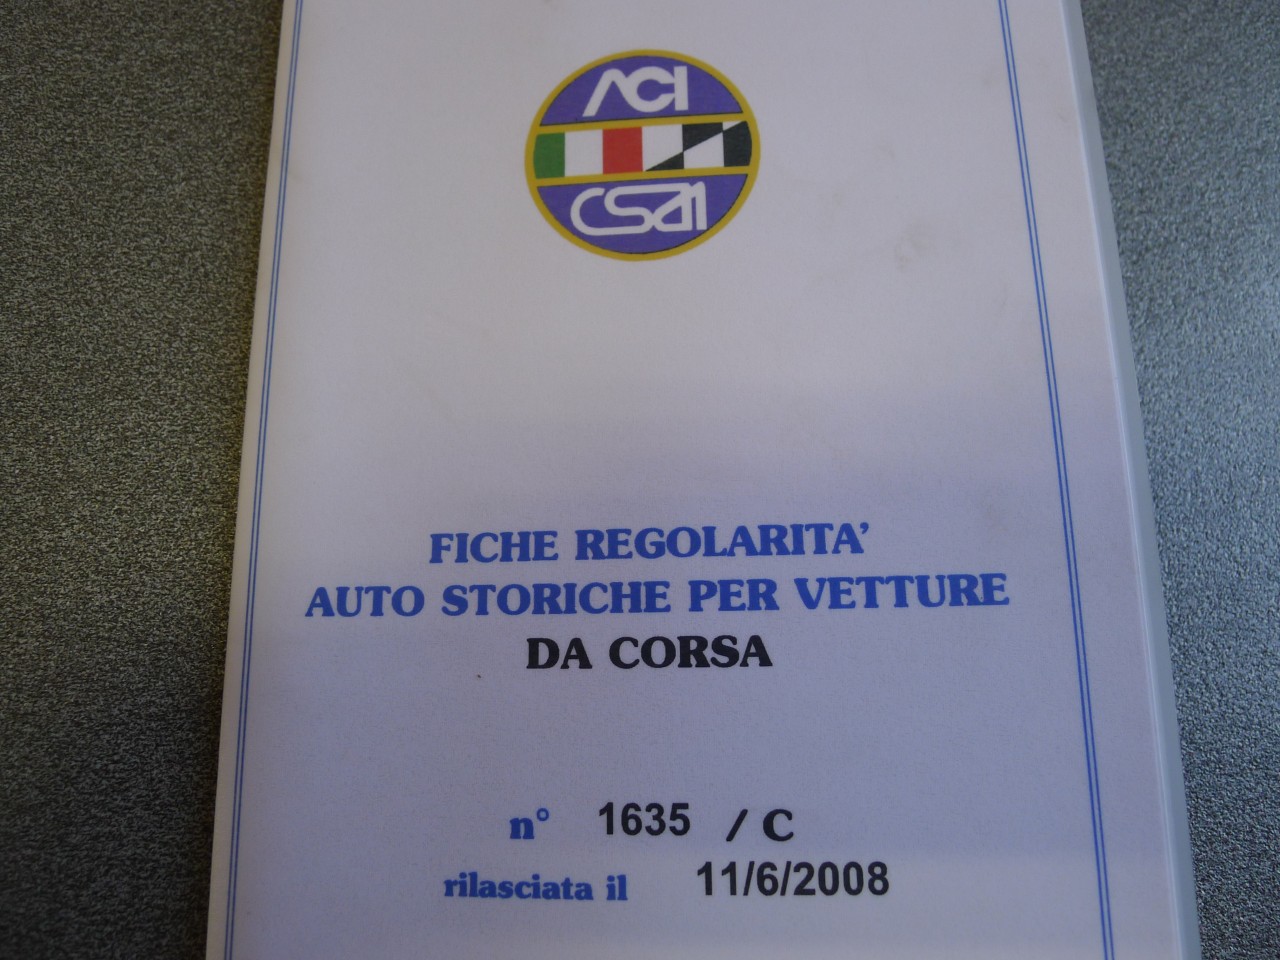 ACI
CSAI
FICHE REGOLARITA'
AUTO STORICHE PER VETTURE
DA CORSA
n° 1635 / C
rilasciata il 11/6/2008